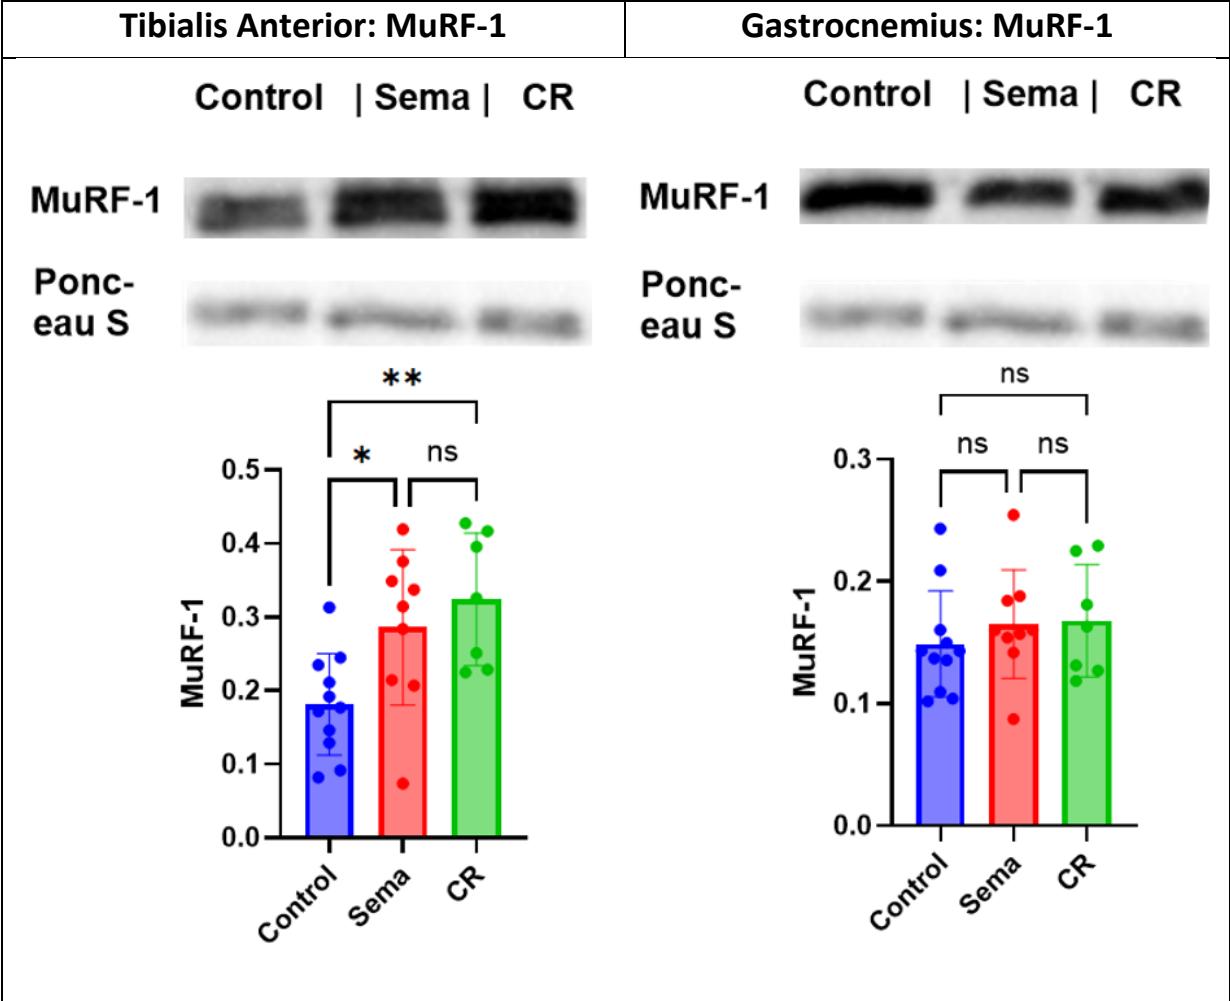 Tibialis Anterior: MuRF-1
Control | Sema | CR
MuRF-1
Ponc-
eau S
**
* ns
0.5
0.4
0.3
0.2
0.1
0.0
MuRF-1
Control
Sema
CR
Gastrocnemius: MuRF-1
Control | Sema | CR
MuRF-1
Ponc-
eau S
ns
ns ns
0.3
0.2
0.1
0.0
MuRF-1
Control
Sema
CR